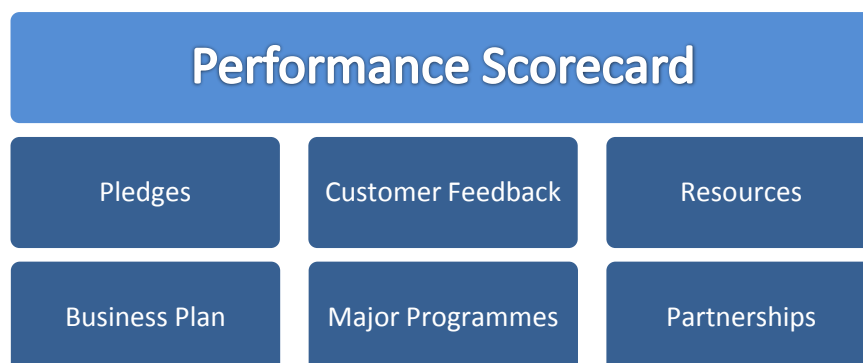 Performance Scorecard
Pledges
Customer Feedback
Resources
Business Plan
Major Programmes
Partnerships